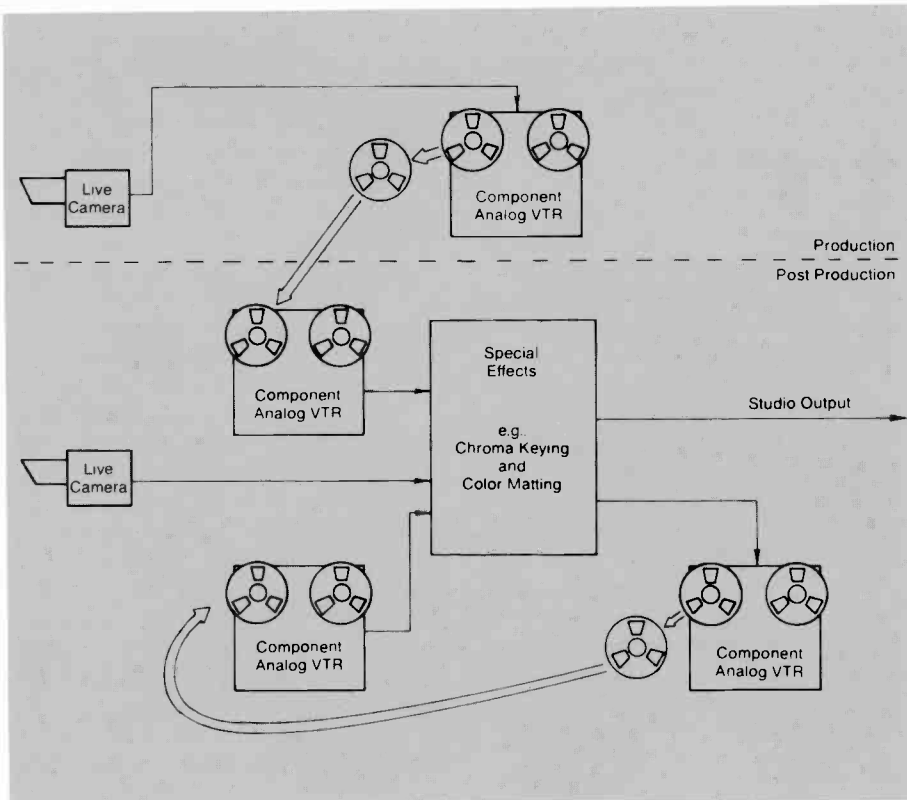 Live
Camera
Component
Analog VTR
Production
Post Production
Component
Analog VTR
Special
Effects
e.g.
Chroma Keying
and
Color Matting
Studio Output
Live
Camera
Component
Analog VTR
Component
Analog VTR